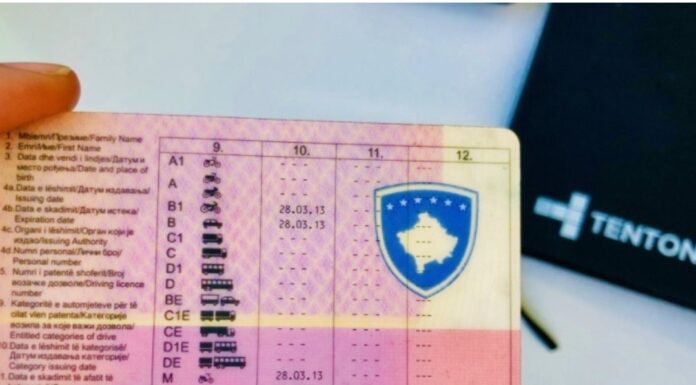 1. Mbiemri/Презиме/Family Name
2. Emri/Име/First Name
3. Data dhe vendi i lindjes/Датум и
место рођења/Date and place of
birth
4a. Data e lëshimit/Датум издавања/
Issuing date
4b. Data e skadimit/Датум истека/
Expiration date
4c. Organi i lëshimit/Орган који је
издао/Issuing Authority
4d. Numri personal/Лични број/
Personal number
5. Numri i patentë shoferit/Број
возачке дозволе/Driving licence
number
9. Kategoritë e automjeteve për të
cilat vlen patenta/Категорије
возила за које важи дозвола/
Entitled categories of drive
10. Data e lëshimit të kategorisë/
Датум издавања категорије/
Category issuing date
Data e skadimit të afatit të
9. 10. 11. 12.
A1 --- --- ---
A --- --- ---
B1 28.03.13 --- ---
B 28.03.13 --- ---
C1 --- --- ---
C --- --- ---
D1 --- --- ---
D --- --- ---
BE --- --- ---
C1E --- --- ---
CE --- --- ---
D1E --- --- ---
DE --- --- ---
M 28.03.13 --- ---
TENTON